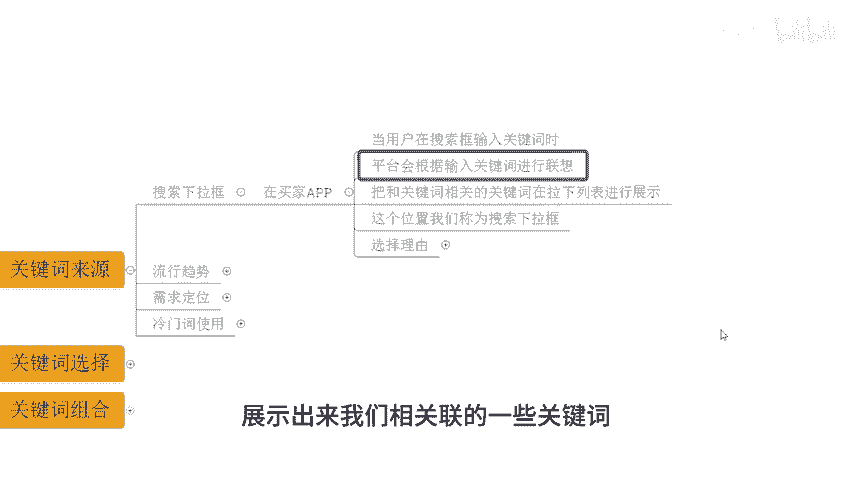 当用户在搜索框输入关键词时
平台会根据输入关键词进行联想
搜索下拉框 在买家APP 把和关键词相关的关键词在拉下列表进行展示
这个位置我们称为搜索下拉框
选择理由
关键词来源
流行趋势
需求定位
冷门词使用
关键词选择
关键词组合
展示出来我们相关联的一些关键词